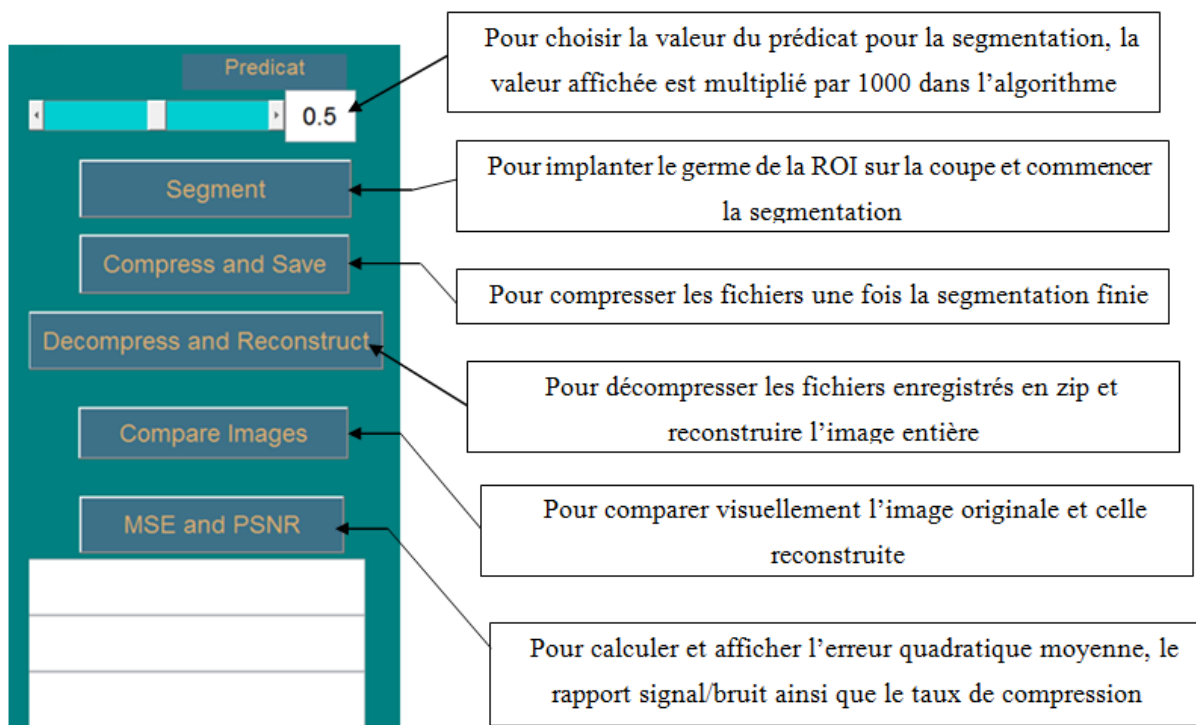 Predicat
0.5
Pour choisir la valeur du prédicat pour la segmentation, la
valeur affichée est multiplié par 1000 dans l’algorithme
Segment
Pour implanter le germe de la ROI sur la coupe et commencer
la segmentation
Compress and Save
Pour compresser les fichiers une fois la segmentation finie
Decompress and Reconstruct
Pour décompresser les fichiers enregistrés en zip et
reconstruire l’image entière
Compare Images
Pour comparer visuellement l’image originale et celle
reconstruite
MSE and PSNR
Pour calculer et afficher l’erreur quadratique moyenne, le
rapport signal/bruit ainsi que le taux de compression